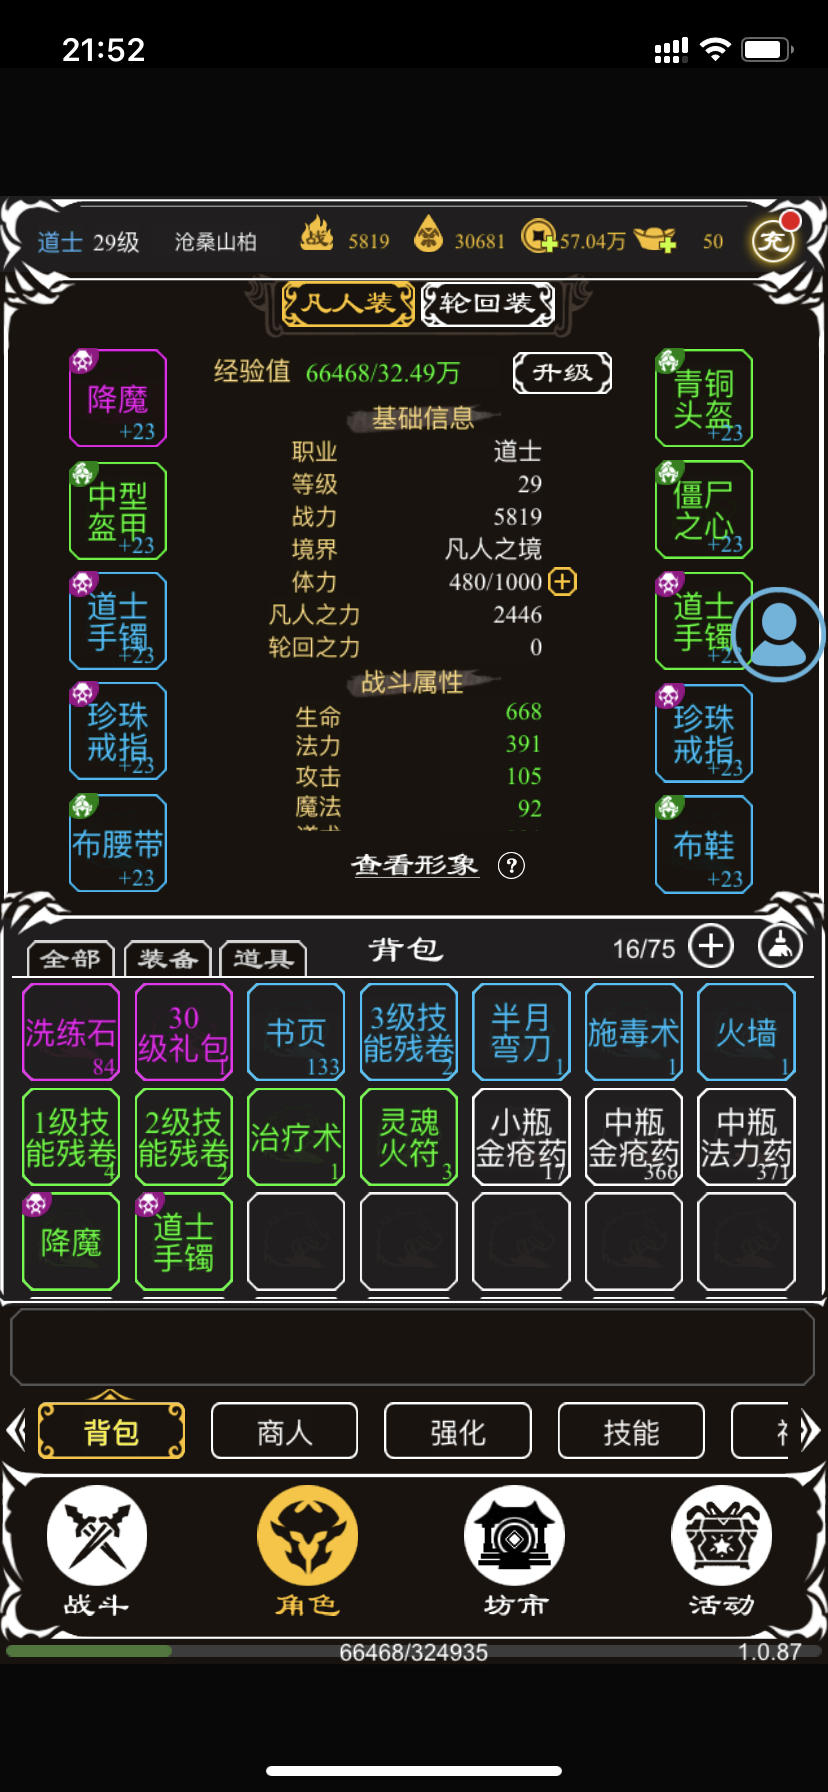 21:52
道士 29级 沧桑山柏 战 5819 30681 57.04万 50 充
凡人装 轮回装
经验值 66468/32.49万 升级
基础信息
职业 道士
等级 29
战力 5819
境界 凡人之境
体力 480/1000
凡人之力 2446
轮回之力 0
战斗属性
生命 668
法力 391
攻击 105
魔法 92
查看形象 ?
降魔
+23
中型
盔甲
+23
道士
手镯
+23
珍珠
戒指
+23
布腰带
+23
青铜
头盔
+23
僵尸
之心
+23
道士
手镯
珍珠
戒指
+23
布鞋
+23
全部 装备 道具 背包 16/75
洗练石
84
30
级礼包
1
书页
133
3级技
能残卷
2
半月
弯刀
1
施毒术
1
火墙
1
1级技
能残卷
4
2级技
能残卷
2
治疗术
1
灵魂
火符
3
小瓶
金疮药
17
中瓶
金疮药
366
中瓶
法力药
371
降魔
道士
手镯
背包 商人 强化 技能
战斗 角色 坊市 活动
66468/324935 1.0.87